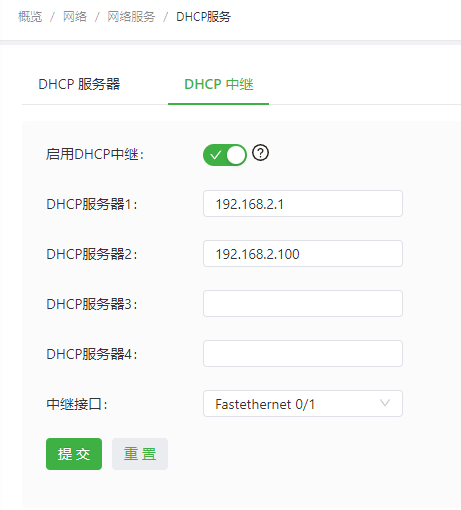 概览 / 网络 / 网络服务 / DHCP服务
DHCP 服务器 DHCP 中继
启用DHCP中继：
DHCP服务器1： 192.168.2.1
DHCP服务器2： 192.168.2.100
DHCP服务器3：
DHCP服务器4：
中继接口： Fastethernet 0/1
提 交 重 置